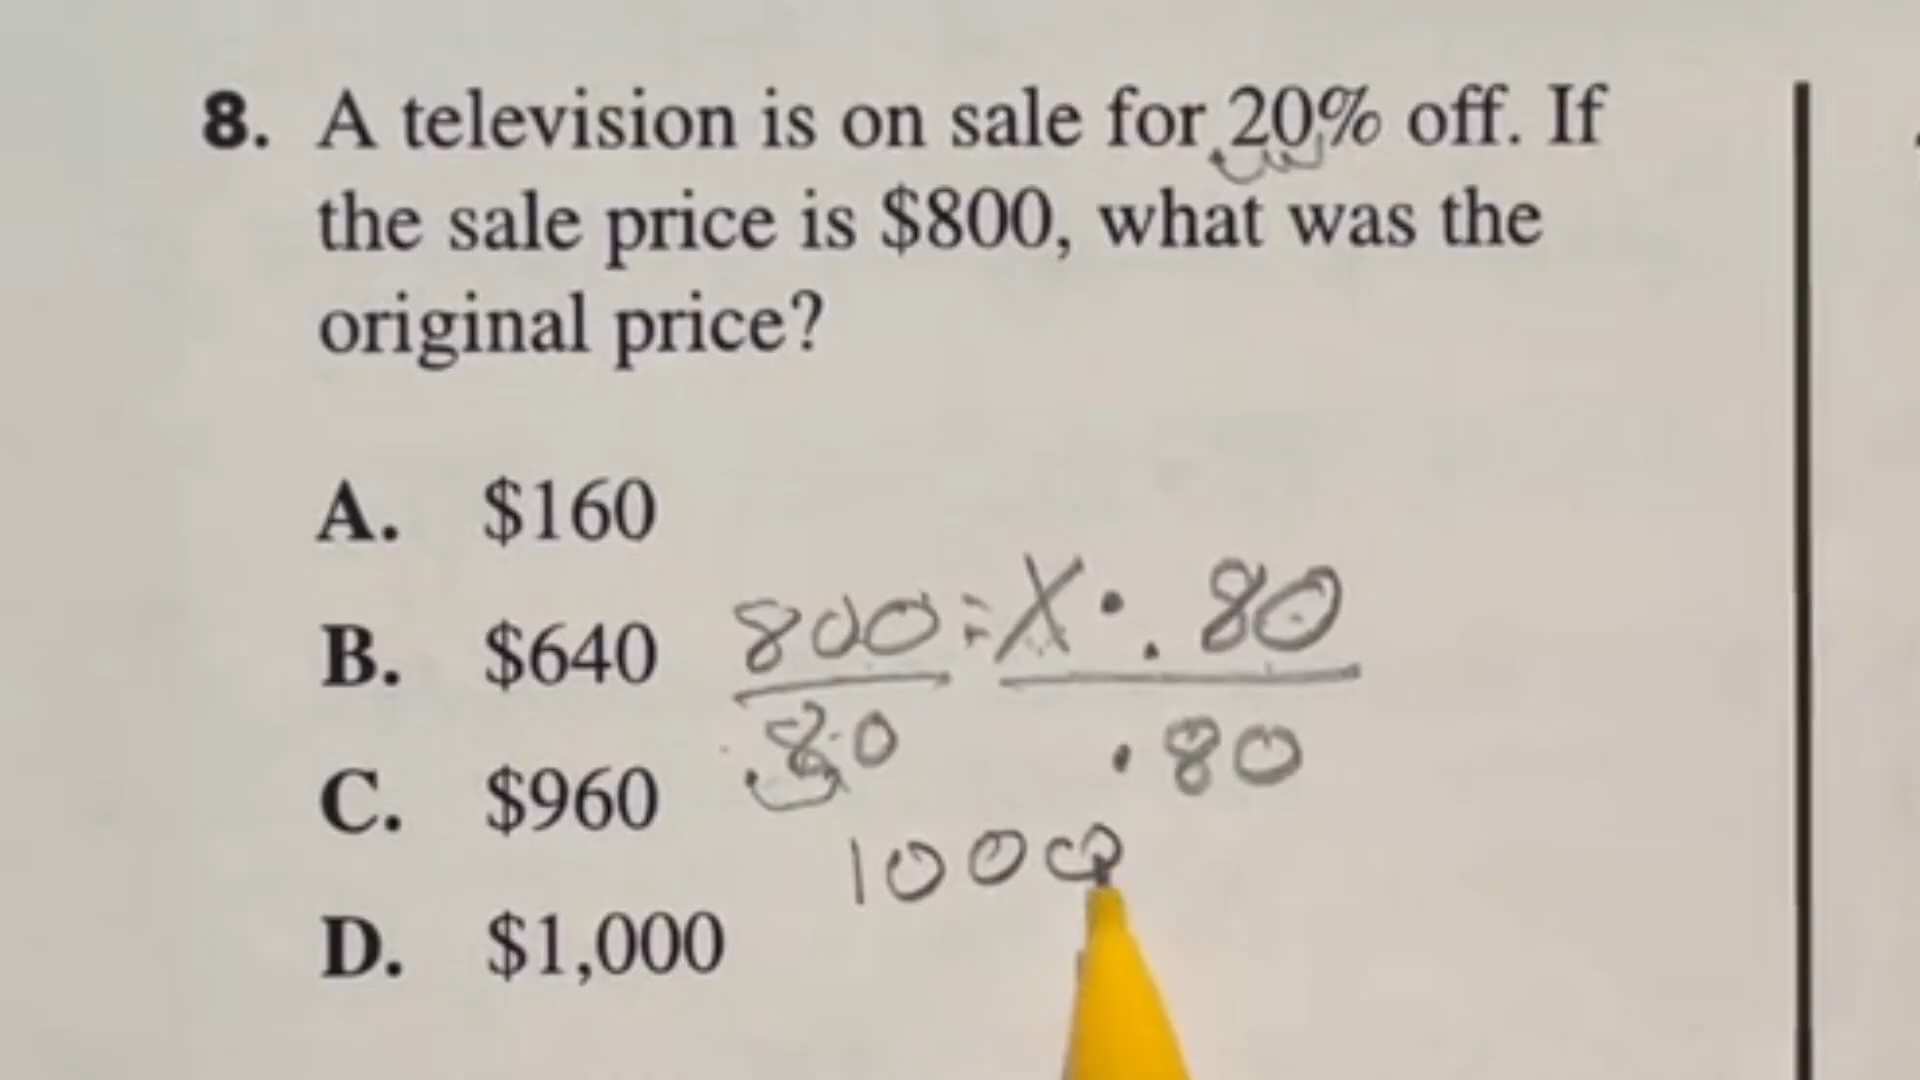 8. A television is on sale for 20% off. If
the sale price is $800, what was the
original price?
A. $160
B. $640
C. $960
D. $1,000
800 = X · .80
.80 .80
1000